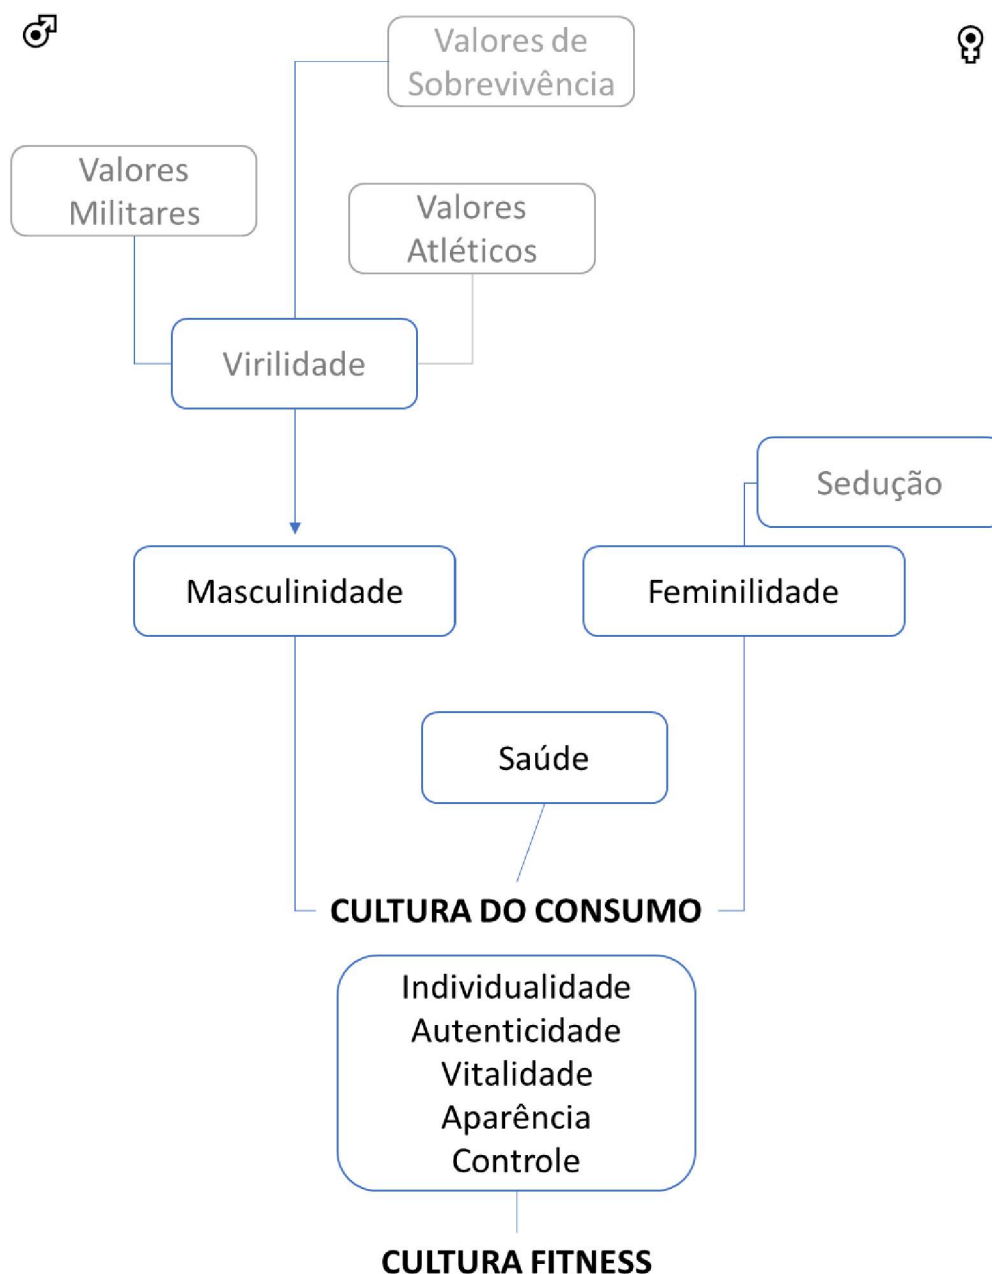 Valores de
Sobrevivência
Valores
Militares
Valores
Atléticos
Virilidade
Sedução
Masculinidade
Feminilidade
Saúde
CULTURA DO CONSUMO
Individualidade
Autenticidade
Vitalidade
Aparência
Controle
CULTURA FITNESS